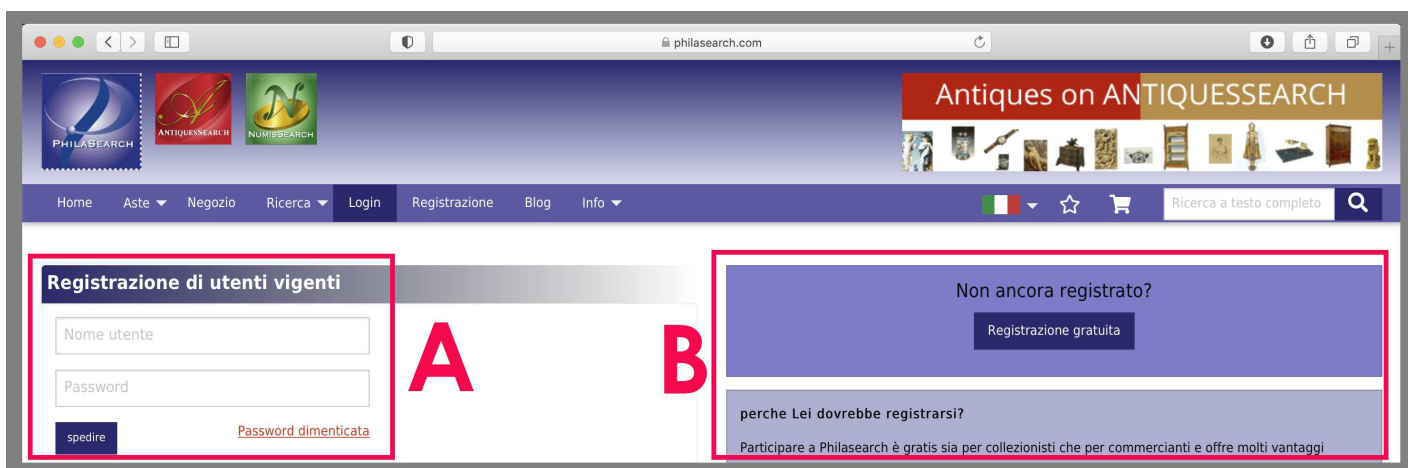 philasearch.com
PHILASEARCH
ANTIQUESSEARCH
NUMISSEARCH
Antiques on ANTIQUESSEARCH
Home Aste Negozio Ricerca Login Registrazione Blog Info Ricerca a testo completo
Registrazione di utenti vigenti
Nome utente
Password
spedire Password dimenticata
A
B
Non ancora registrato?
Registrazione gratuita
perche Lei dovrebbe registrarsi?
Participare a Philasearch è gratis sia per collezionisti che per commercianti e offre molti vantaggi